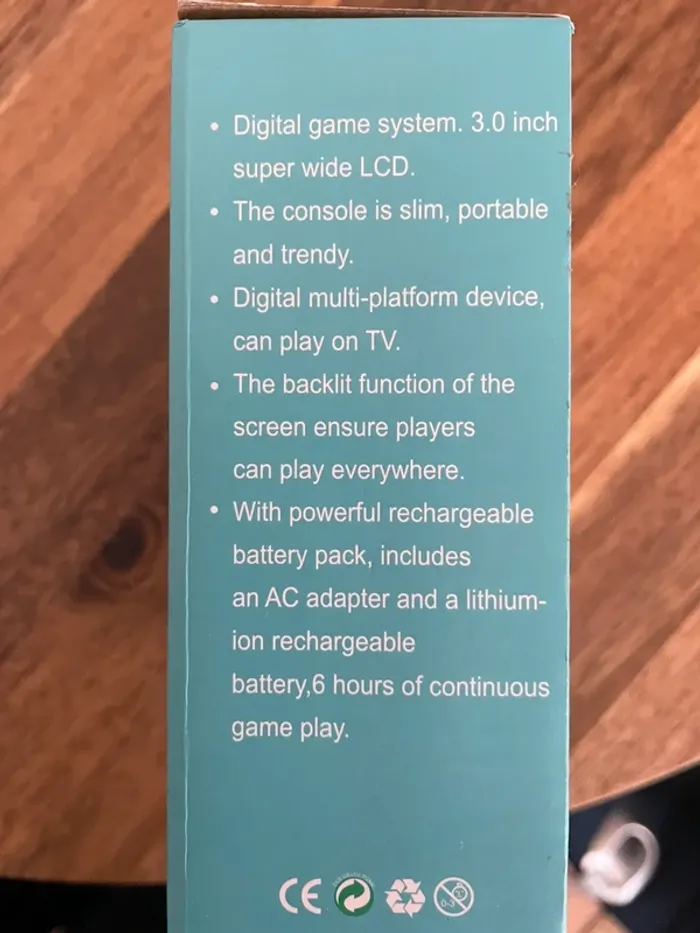 • Digital game system. 3.0 inch
super wide LCD.
• The console is slim, portable
and trendy.
• Digital multi-platform device,
can play on TV.
• The backlit function of the
screen ensure players
can play everywhere.
• With powerful rechargeable
battery pack, includes
an AC adapter and a lithium-
ion rechargeable
battery,6 hours of continuous
game play.
CE
0-3